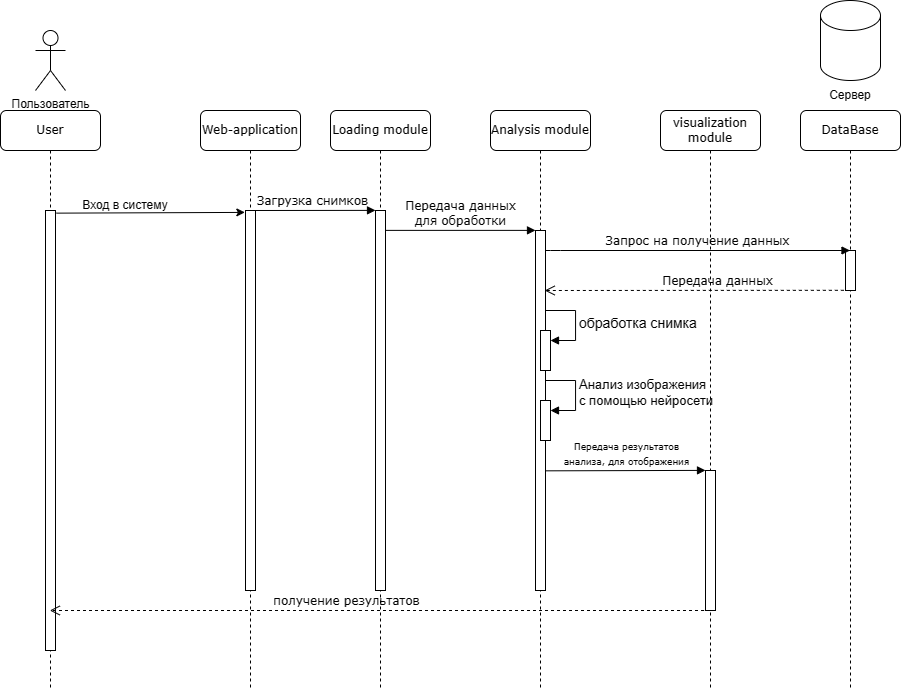 Пользователь
Сервер
User
Web-application
Loading module
Analysis module
visualization
module
DataBase
Вход в систему
Загрузка снимков
Передача данных
для обработки
Запрос на получение данных
Передача данных
обработка снимка
Анализ изображения
с помощью нейросети
Передача результатов
анализа, для отображения
получение результатов